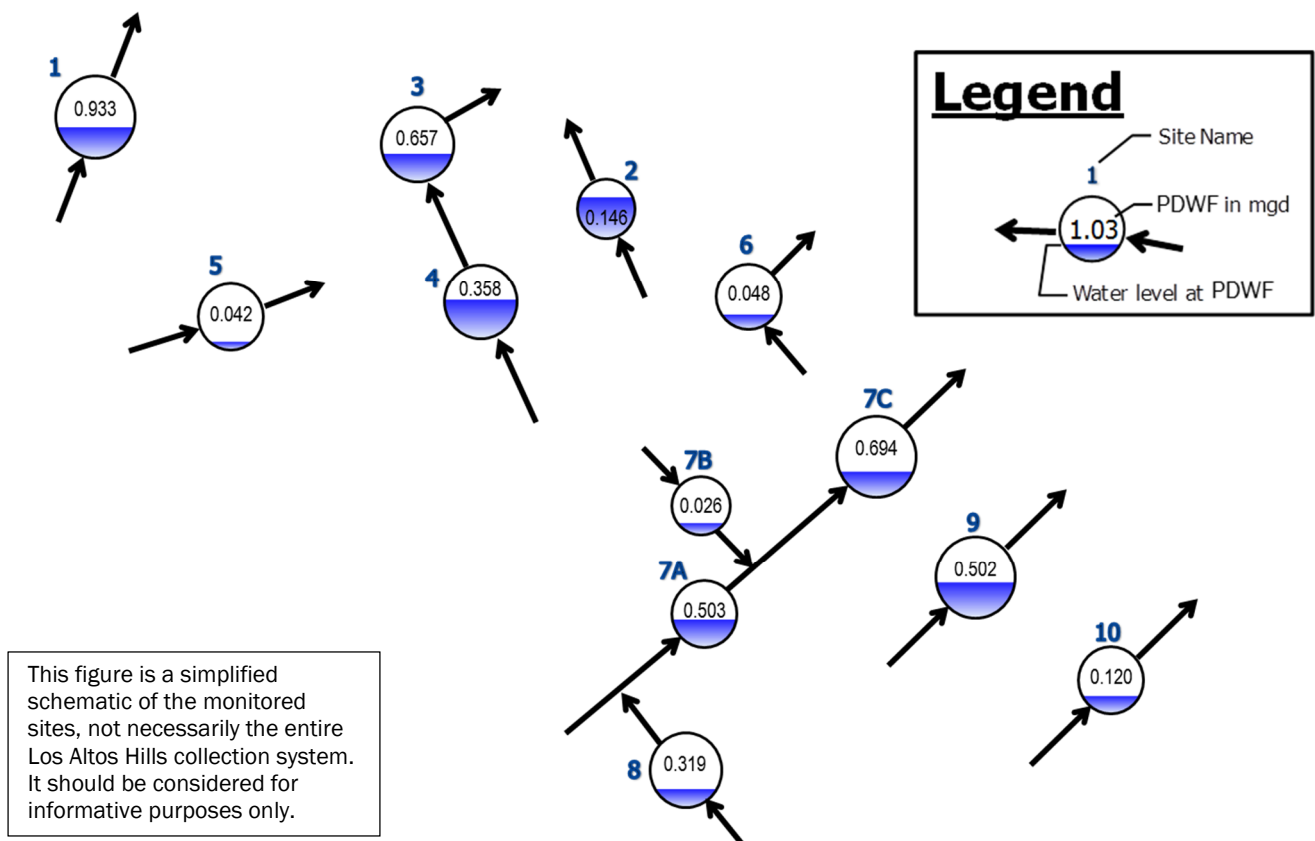 1
0.933
3
0.657
2
0.146
5
0.042
4
0.358
6
0.048
Legend
Site Name
1
PDWF in mgd
1.03
Water level at PDWF
7C
0.694
7B
0.026
7A
0.503
9
0.502
10
0.120
8
0.319
This figure is a simplified
schematic of the monitored
sites, not necessarily the entire
Los Altos Hills collection system.
It should be considered for
informative purposes only.